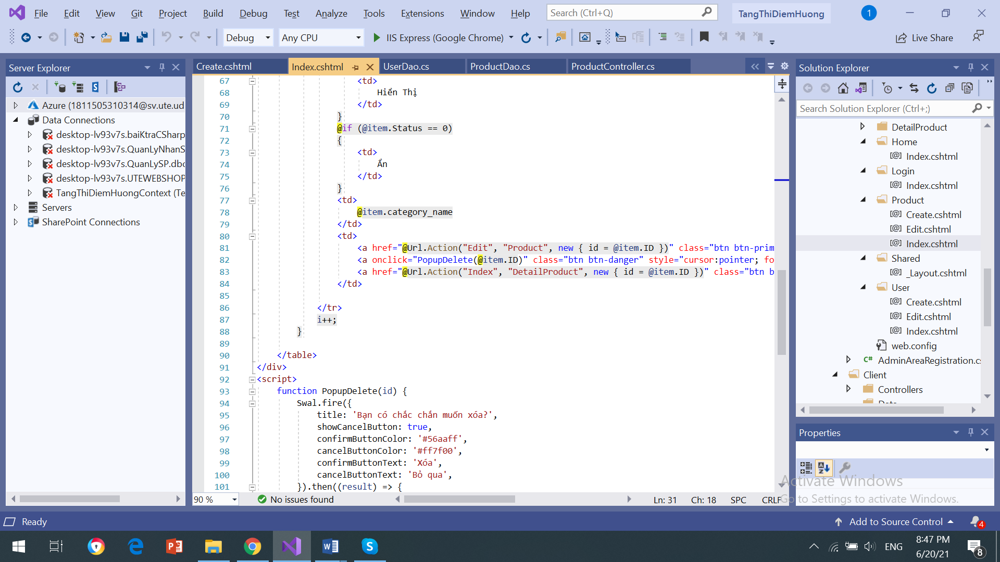 File Edit View Git Project Build Debug Test Analyze Tools Extensions Window Help Search (Ctrl+Q) TangThiDiemHuong 1
Debug Any CPU IIS Express (Google Chrome) Live Share
Server Explorer
Azure (1811505310314@sv.ute.ud
Data Connections
desktop-lv93v7s.baiKtraCSharp
desktop-lv93v7s.QuanLyNhanS
desktop-lv93v7s.QuanLySP.dbo
desktop-lv93v7s.UTEWEBSHOP
TangThiDiemHuongContext (Te
Servers
SharePoint Connections
Create.cshtml Index.cshtml UserDao.cs ProductDao.cs ProductController.cs
67 <td>
68 Hiển Thị
69 </td>
70 }
71 @if (@item.Status == 0)
72 {
73 <td>
74 Ẩn
75 </td>
76 }
77 <td>
78 @item.category_name
79 </td>
80 <td>
81 <a href="@Url.Action("Edit", "Product", new { id = @item.ID })" class="btn btn-prim
82 <a onclick="PopupDelete(@item.ID)" class="btn btn-danger" style="cursor:pointer; fo
83 <a href="@Url.Action("Index", "DetailProduct", new { id = @item.ID })" class="btn b
84 </td>
85
86 </tr>
87 i++;
88 }
89
90 </table>
91 </div>
92 <script>
93 function PopupDelete(id) {
94 Swal.fire({
95 title: 'Bạn có chắc chắn muốn xóa?',
96 showCancelButton: true,
97 confirmButtonColor: '#56aaff',
98 cancelButtonColor: '#ff7f00',
99 confirmButtonText: 'Xóa',
100 cancelButtonText: 'Bỏ qua',
101 }).then((result) => {
90 % No issues found Ln: 31 Ch: 18 SPC CRLF
Solution Explorer
Search Solution Explorer (Ctrl+;)
DetailProduct
Home
Index.cshtml
Login
Index.cshtml
Product
Create.cshtml
Edit.cshtml
Index.cshtml
Shared
_Layout.cshtml
User
Create.cshtml
Edit.cshtml
Index.cshtml
web.config
C# AdminAreaRegistration.c
Client
Controllers
Properties
Activate Windows
Go to Settings to activate Windows.
Ready Add to Source Control 4
ENG 8:47 PM
6/20/21 8